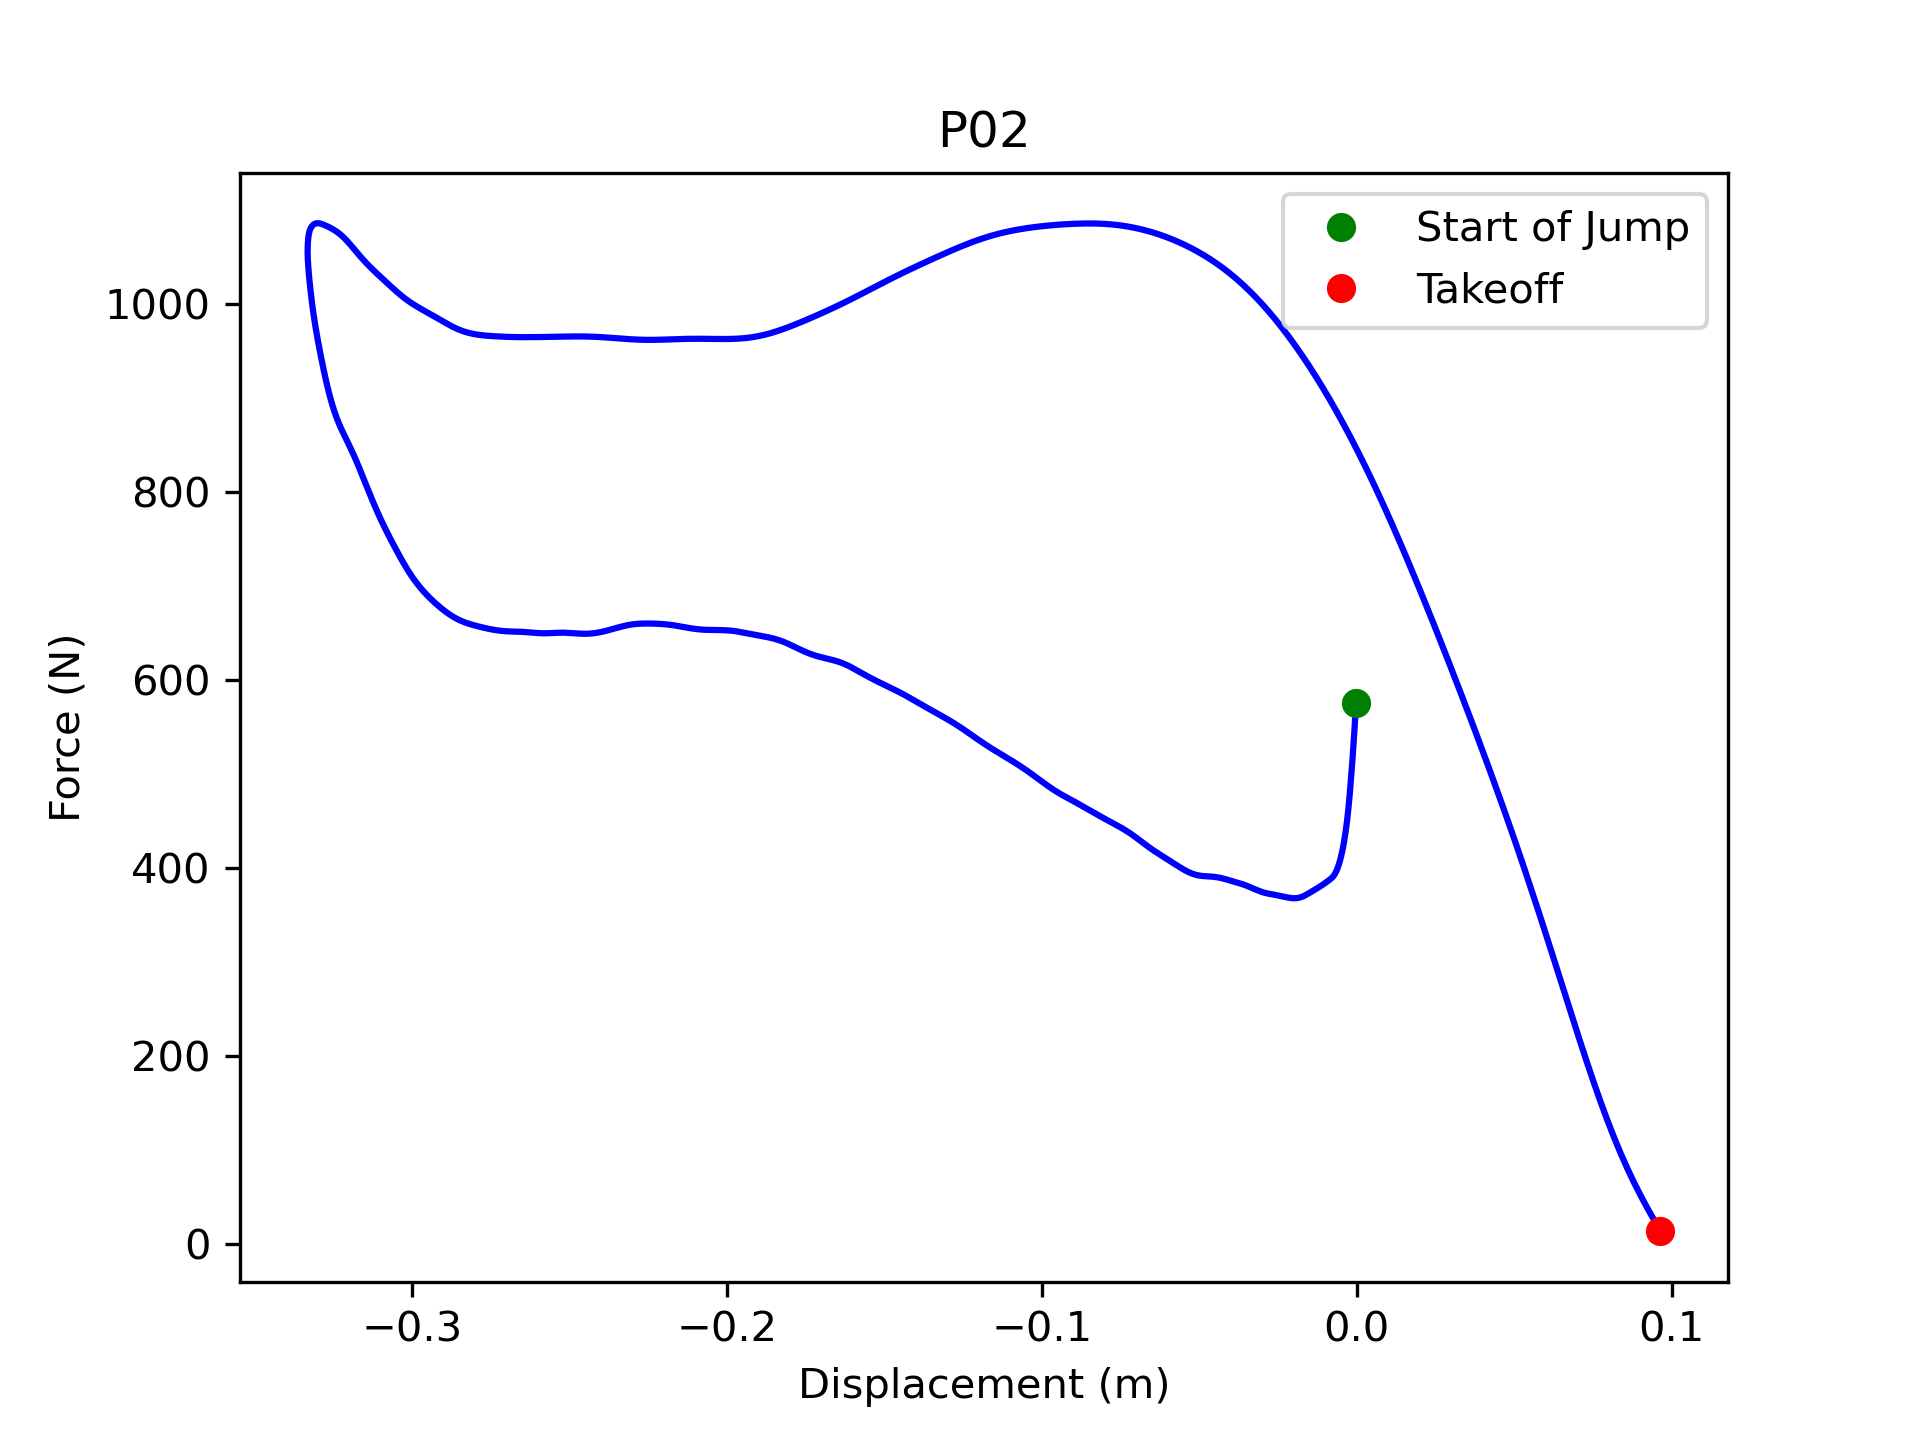 P02
Start of Jump
Takeoff
1000
800
600
400
200
0
Force (N)
−0.3 −0.2 −0.1 0.0 0.1
Displacement (m)